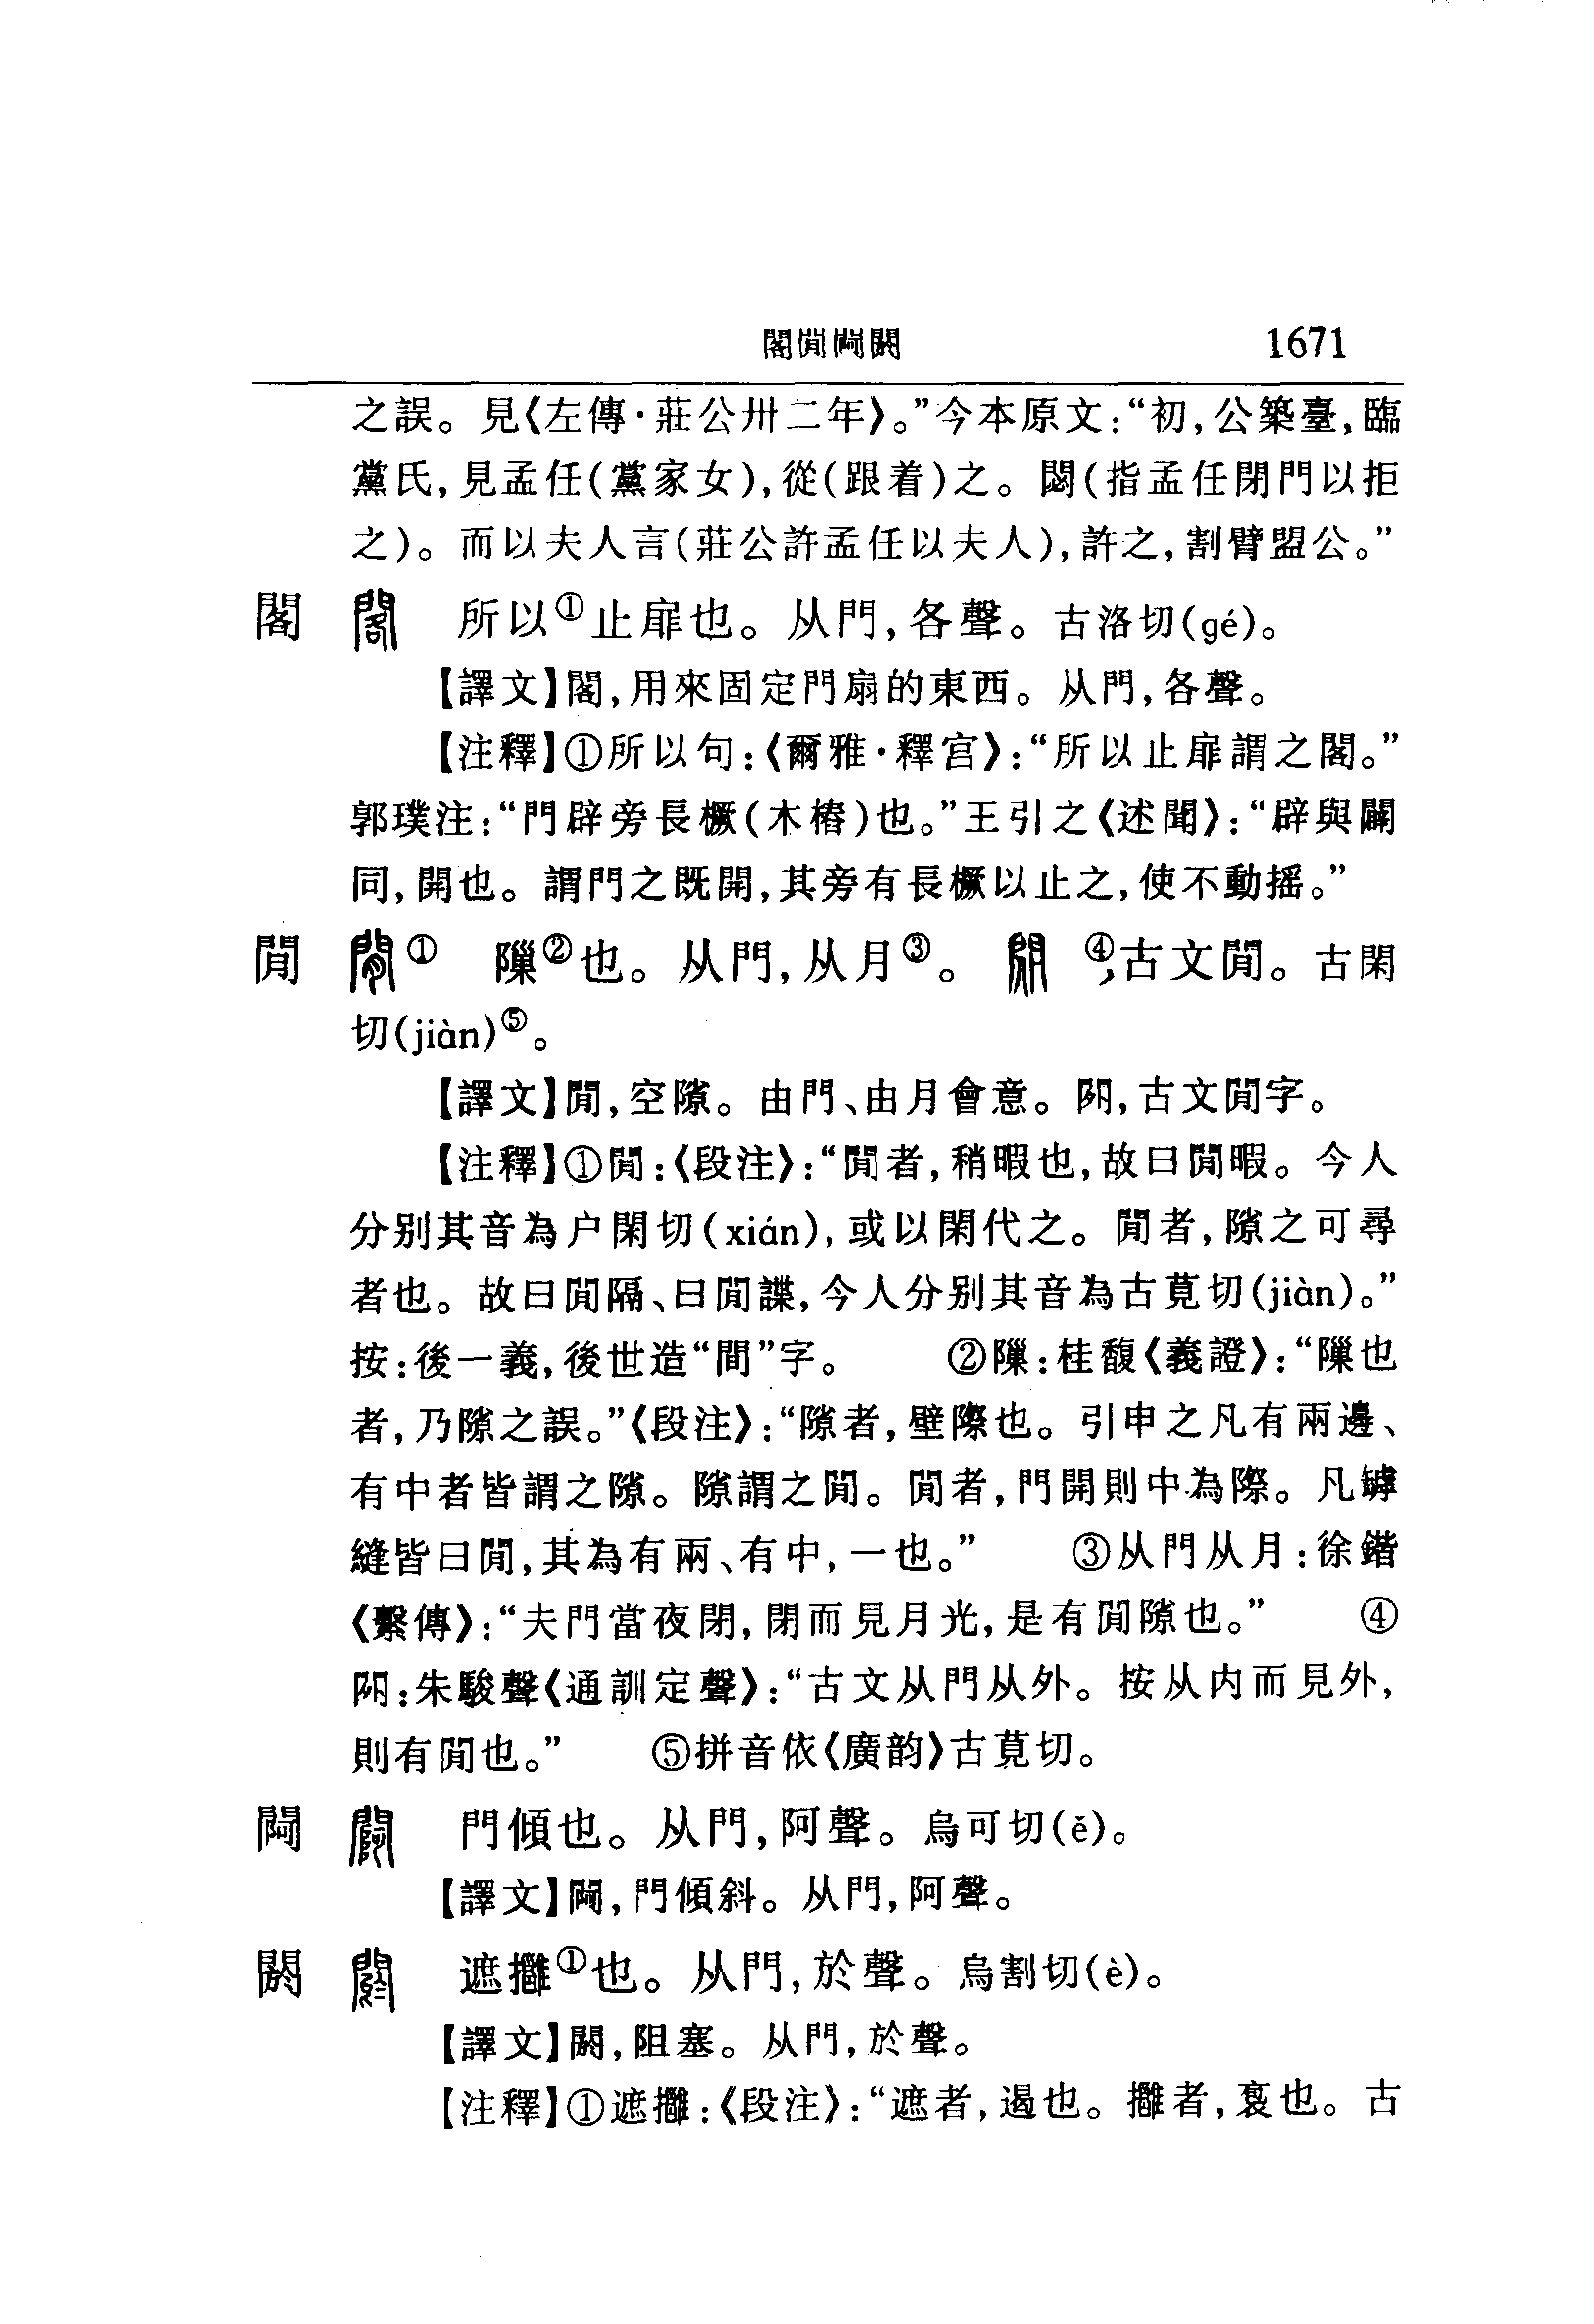 閣閒䦪閼 1671
之誤。見《左傳·莊公卅二年》。”今本原文:“初,公築臺,臨
黨氏,見孟任(黨家女),從(跟着)之。閟(指孟任閉門以拒
之)。而以夫人言(莊公許孟任以夫人),許之,割臂盟公。”
閣 所以①止扉也。从門,各聲。古洛切(gé)。
【譯文】閣,用來固定門扇的東西。从門,各聲。
【注釋】①所以句:《爾雅·釋宫》:“所以止扉謂之閣。”
郭璞注:“門辟旁長橛(木樁)也。”王引之《述聞》:“辟與闢
同,開也。謂門之既開,其旁有長橛以止之,使不動摇。”
閒 ① 隟②也。从門,从月③。 ④,古文閒。古閑
切(jiàn)⑤。
【譯文】閒,空隙。由門、由月會意。𨳡,古文閒字。
【注釋】①閒:《段注》:“閒者,稍暇也,故曰閒暇。今人
分别其音為户閑切(xián),或以閑代之。閒者,隙之可尋
者也。故曰閒隔、曰閒諜,今人分别其音為古莧切(jiàn)。”
按:後一義,後世造“間”字。 ②隟:桂馥《義證》:“隟也
者,乃隙之誤。”《段注》:“隙者,壁際也。引申之凡有兩邊、
有中者皆謂之隙。隙謂之閒。閒者,門開則中為際。凡罅
縫皆曰閒,其為有兩、有中,一也。” ③从門从月:徐鍇
《繫傳》:“夫門當夜閉,閉而見月光,是有閒隙也。” ④
𨳡:朱駿聲《通訓定聲》:“古文从門从外。按从内而見外,
則有閒也。” ⑤拼音依《廣韵》古莧切。
䦪 門傾也。从門,阿聲。烏可切(ě)。
【譯文】䦪,門傾斜。从門,阿聲。
閼 遮攡①也。从門,於聲。烏割切(è)。
【譯文】閼,阻塞。从門,於聲。
【注釋】①遮攡:《段注》:“遮者,遏也。攡者,裹也。古